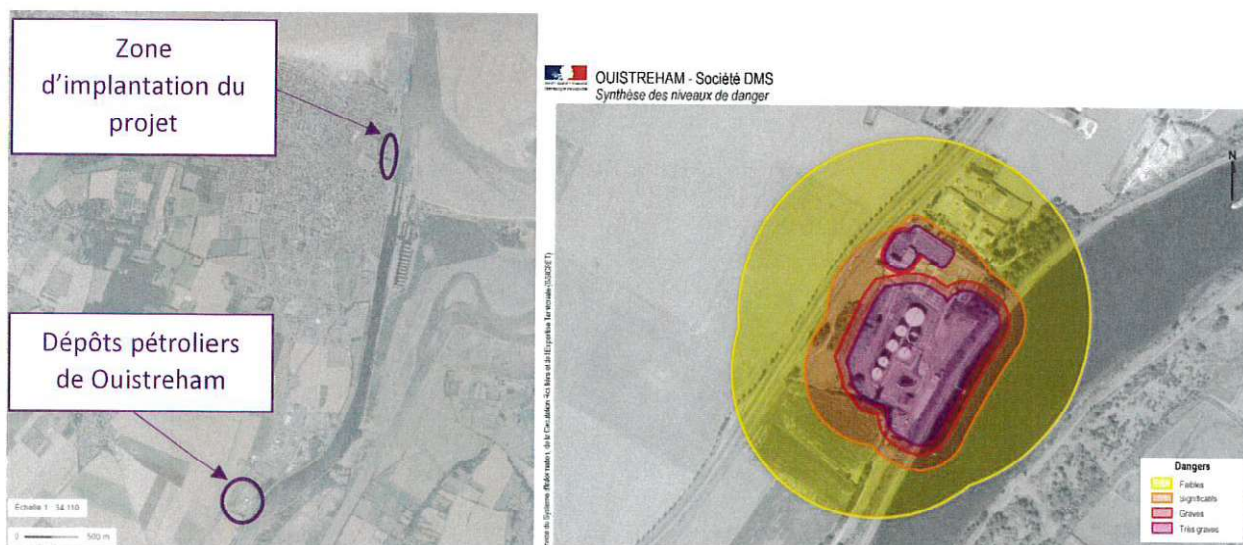 Zone
d'implantation du
projet
Dépôts pétroliers
de Ouistreham
Echelle 1 : 34 110
0
500 m
OUISTREHAM - Société DMS
Synthèse des niveaux de danger
N
Dangers
Faibles
Significatifs
Graves
Très graves